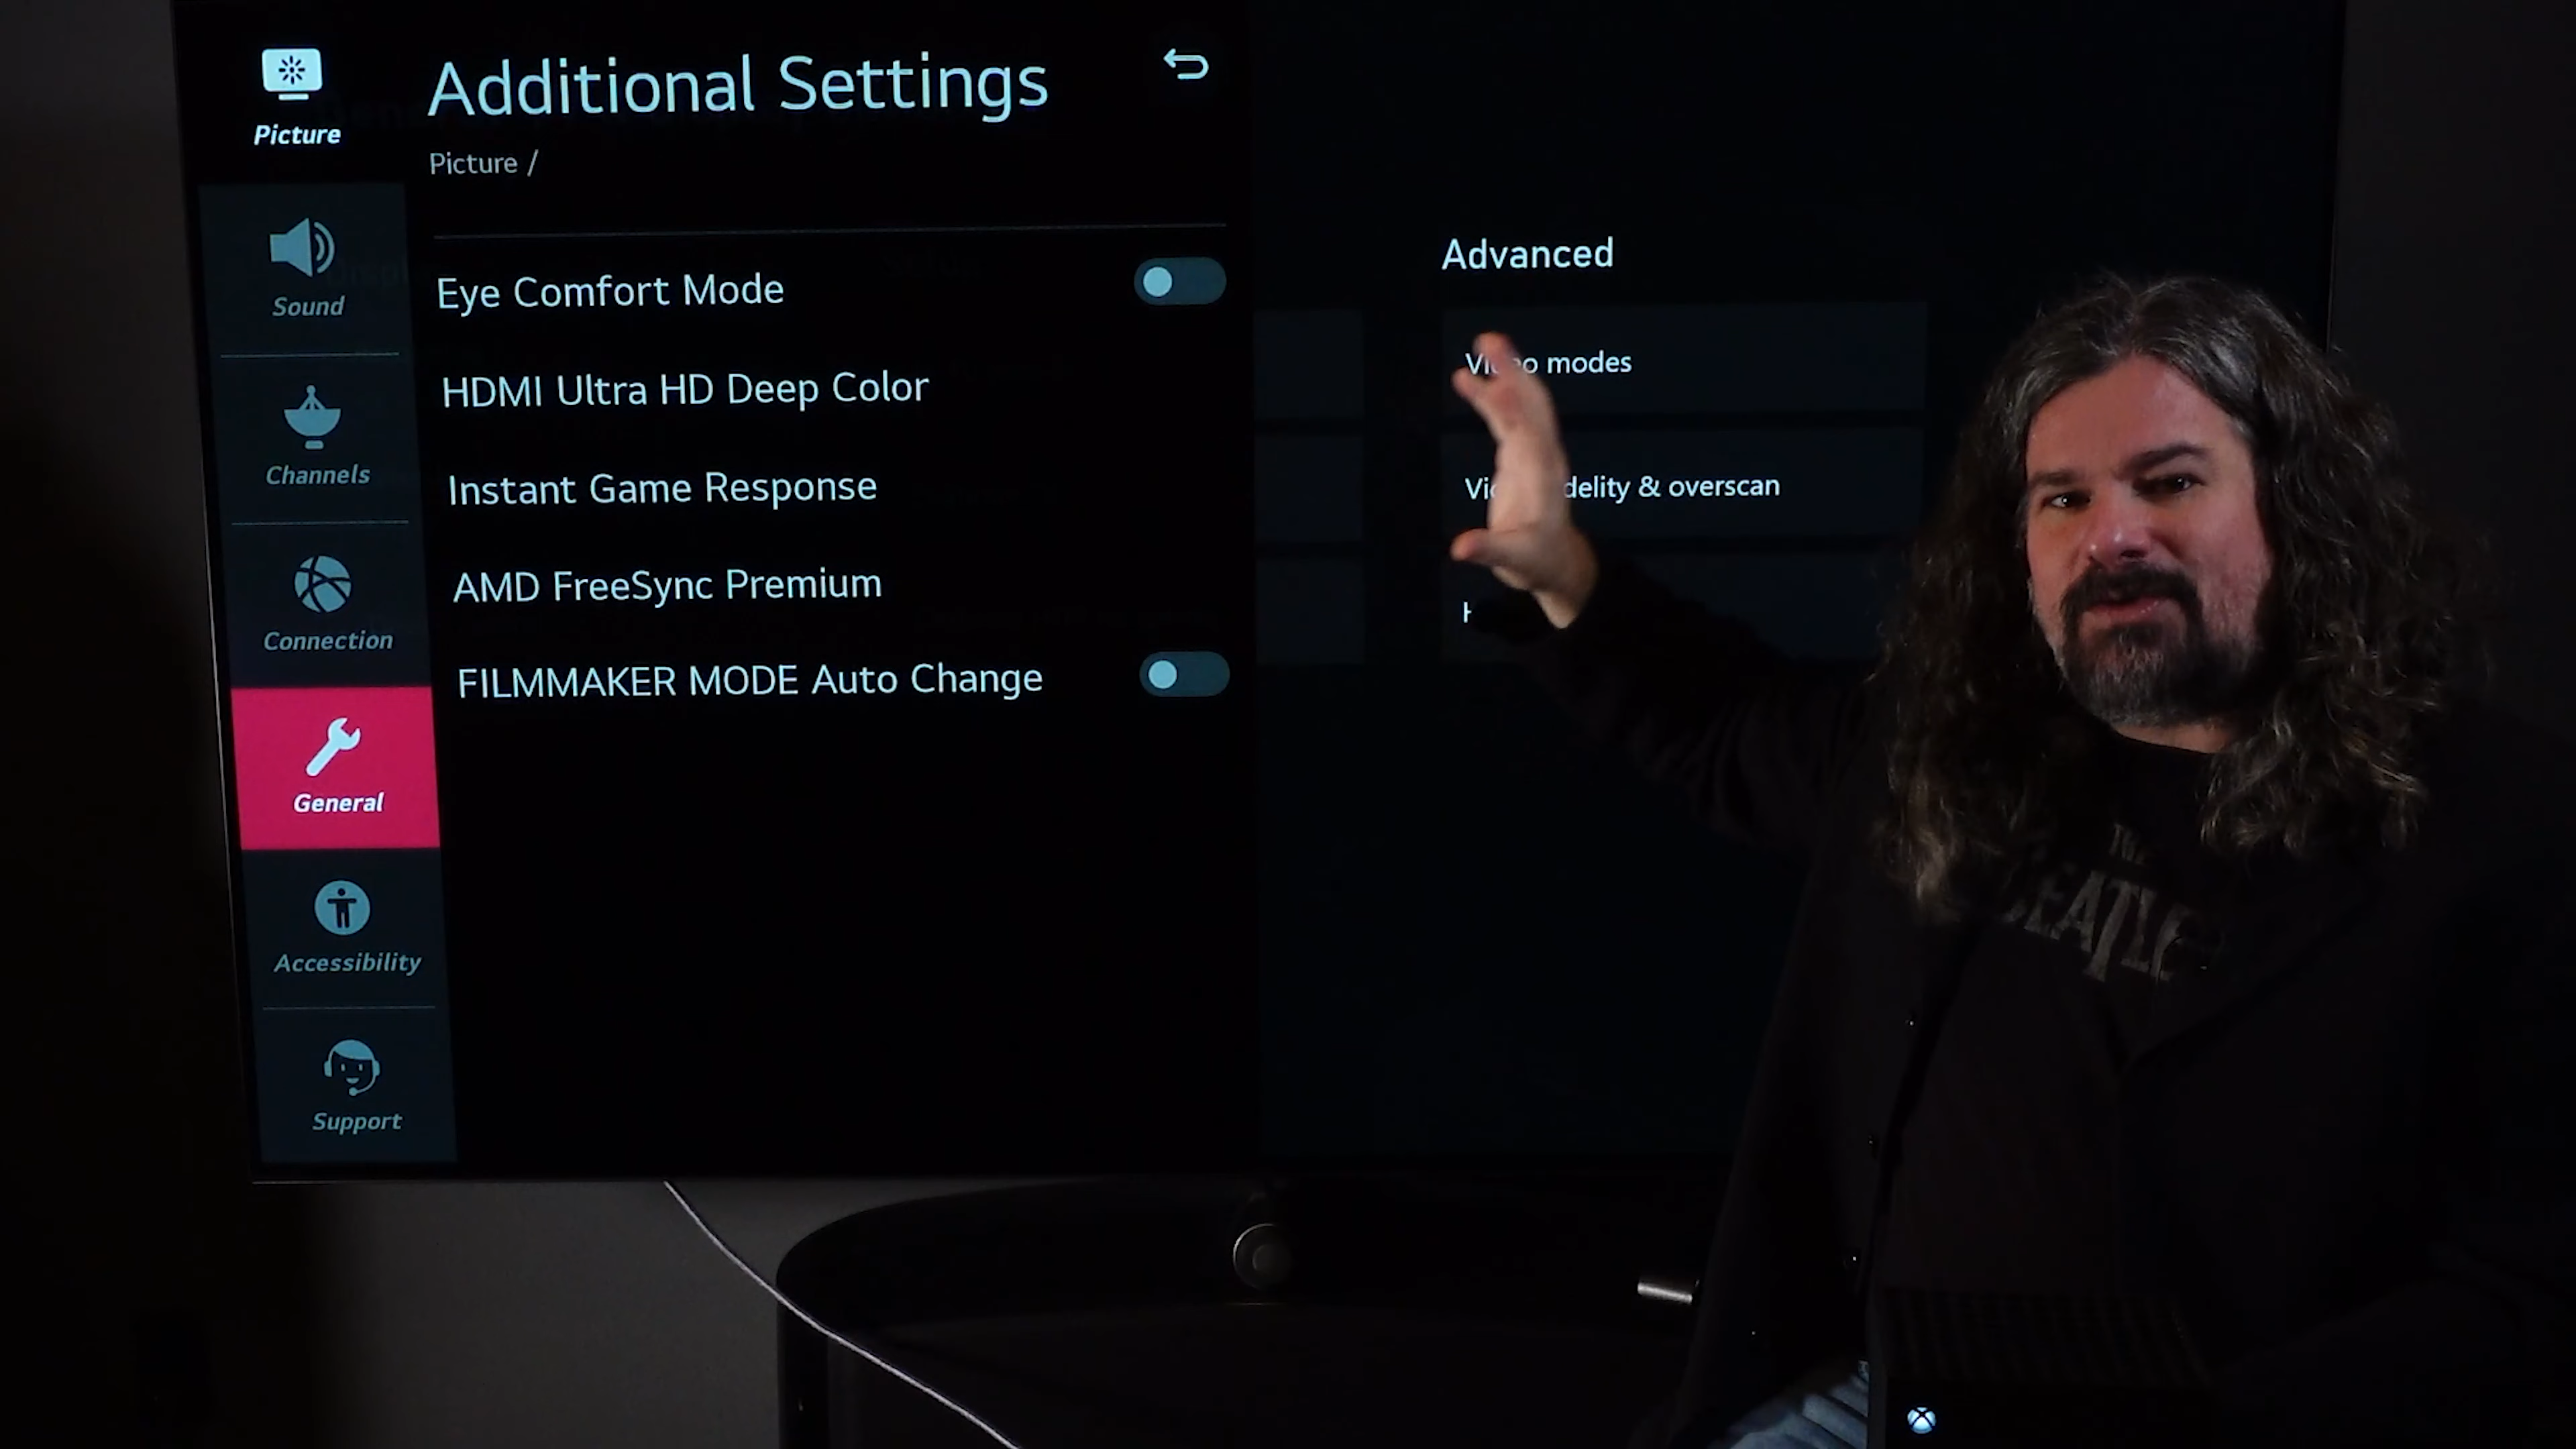 Picture
Sound
Channels
Connection
General
Accessibility
Support
Additional Settings
Picture /
Eye Comfort Mode
HDMI Ultra HD Deep Color
Instant Game Response
AMD FreeSync Premium
FILMMAKER MODE Auto Change
Advanced
modes
& overscan
BEATLES